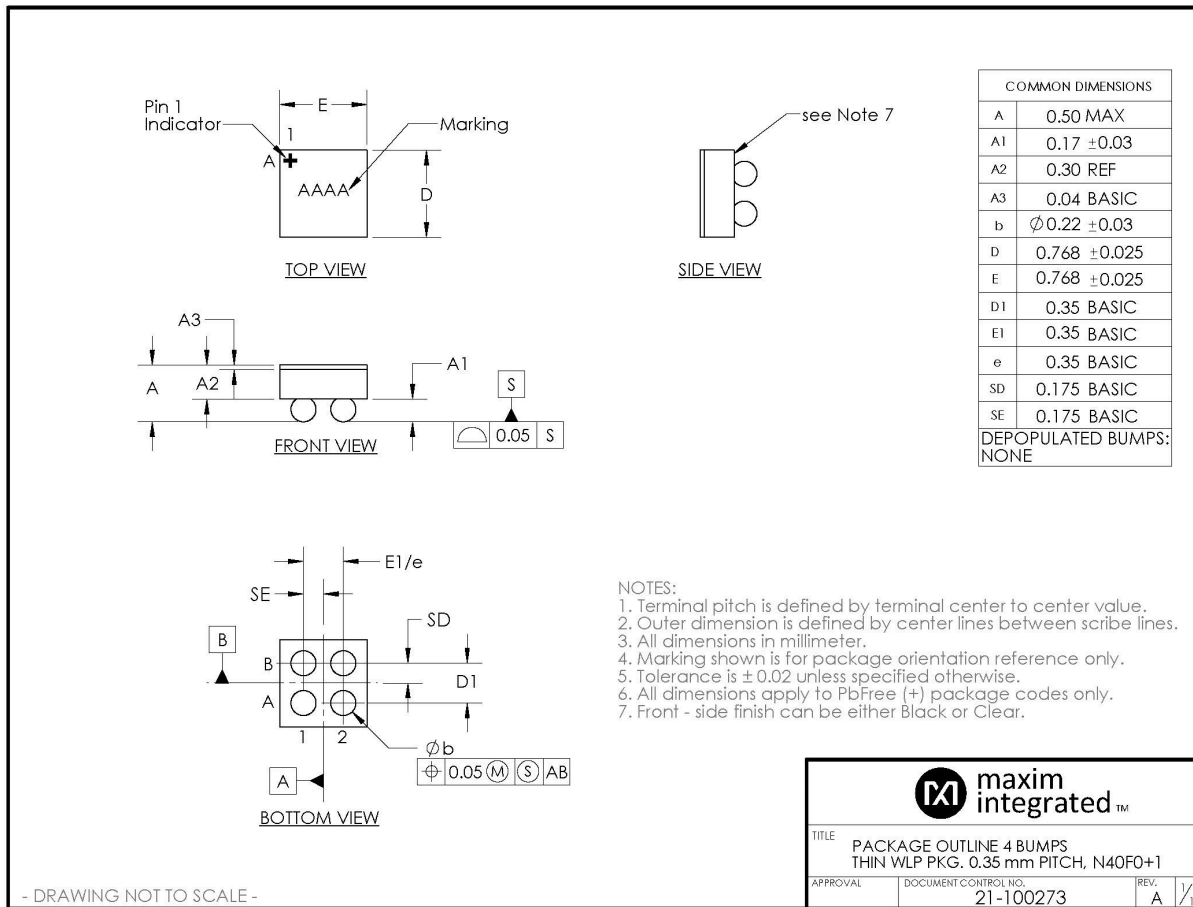 Pin 1
Indicator
1
A
E
Marking
AAAA
D
TOP VIEW
see Note 7
SIDE VIEW
COMMON DIMENSIONS
A 0.50 MAX
A1 0.17 ±0.03
A2 0.30 REF
A3 0.04 BASIC
b ∅0.22 ±0.03
D 0.768 ±0.025
E 0.768 ±0.025
D1 0.35 BASIC
E1 0.35 BASIC
e 0.35 BASIC
SD 0.175 BASIC
SE 0.175 BASIC
DEPOPULATED BUMPS:
NONE
A3
A
A2
A1
S
⌓ 0.05 S
FRONT VIEW
E1/e
SE
SD
B
B
D1
A
1 2
∅b
⌖ 0.05 Ⓜ Ⓢ AB
A
BOTTOM VIEW
NOTES:
1. Terminal pitch is defined by terminal center to center value.
2. Outer dimension is defined by center lines between scribe lines.
3. All dimensions in millimeter.
4. Marking shown is for package orientation reference only.
5. Tolerance is ± 0.02 unless specified otherwise.
6. All dimensions apply to PbFree (+) package codes only.
7. Front - side finish can be either Black or Clear.
maxim
integrated ™
TITLE
PACKAGE OUTLINE 4 BUMPS
THIN WLP PKG. 0.35 mm PITCH, N40F0+1
APPROVAL
DOCUMENT CONTROL NO.
21-100273
REV.
A
1/1
- DRAWING NOT TO SCALE -